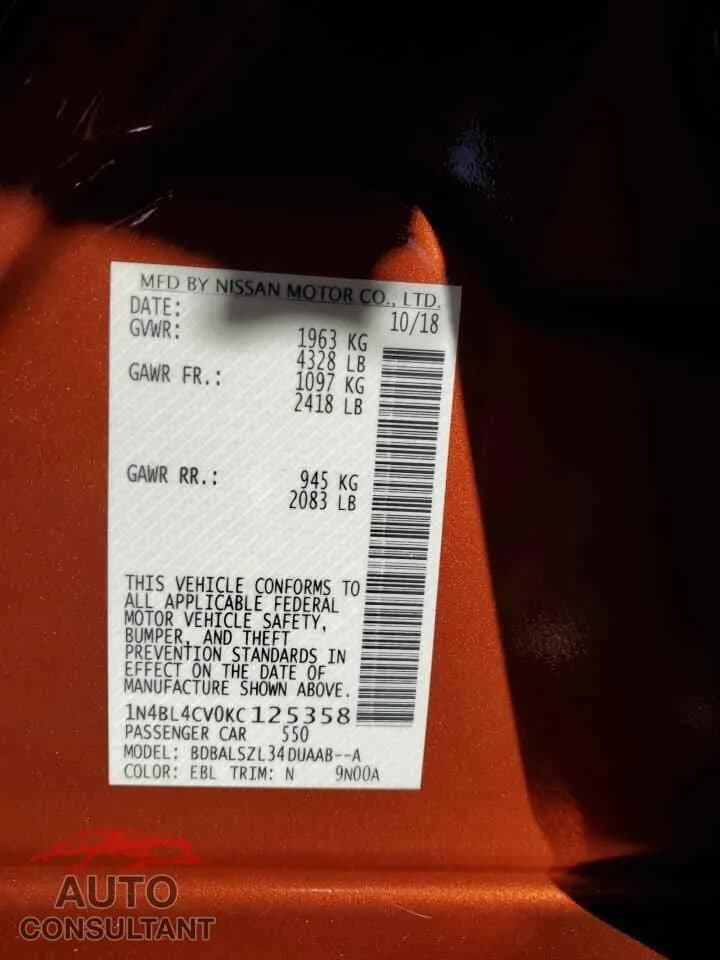 MFD BY NISSAN MOTOR CO., LTD.
DATE: 10/18
GVWR: 1963 KG
4328 LB
GAWR FR.: 1097 KG
2418 LB
GAWR RR.: 945 KG
2083 LB
THIS VEHICLE CONFORMS TO
ALL APPLICABLE FEDERAL
MOTOR VEHICLE SAFETY,
BUMPER, AND THEFT
PREVENTION STANDARDS IN
EFFECT ON THE DATE OF
MANUFACTURE SHOWN ABOVE.
1N4BL4CV0KC125358
PASSENGER CAR 550
MODEL: BDBALSZL34DUAAB--A
COLOR: EBL TRIM: N 9N00A
AUTO
CONSULTANT